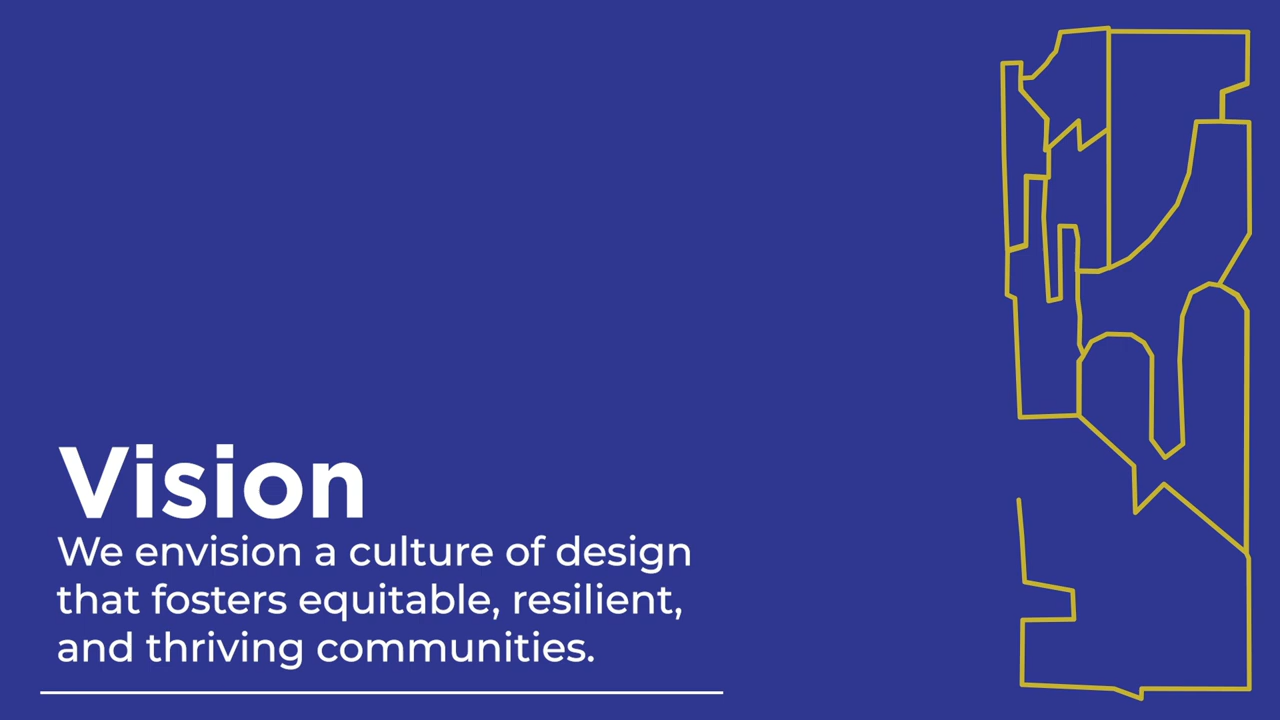 Vision
We envision a culture of design
that fosters equitable, resilient,
and thriving communities.